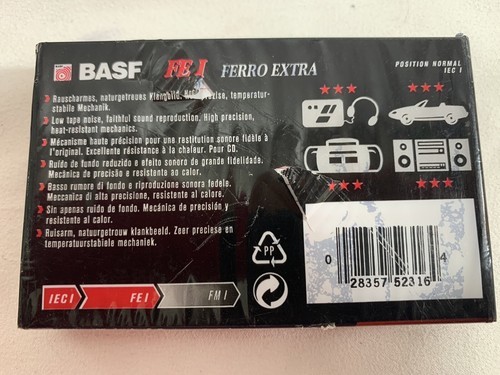 BASF FE I FERRO EXTRA
POSITION NORMAL
IEC I
Rauscharmes, naturgetreues Klangbild. temperatur-
stabile Mechanik.
Low tape noise, faithful sound reproduction. High precision,
heat-resistant mechanics.
Mécanisme haute précision pour une restitution sonore fidèle à
l'original. Excellente résistance à la chaleur. Pour CD.
Ruído de fundo reduzido e efeito sonoro de grande fidelidade.
Mecânica de precisão e resistente ao calor.
Basso rumore di fondo e riproduzione sonora fedele.
Meccanica di alta precisione, resistente al calore.
Sin apenas ruido de fondo. Mecánica de precisión y
resistente al calor.
Ruisarm, natuurgetrouw klankbeeld. Zeer preciese en
temperatuurstabiele mechaniek.
PP
0 28357 52316 4
IEC I FE I FM I